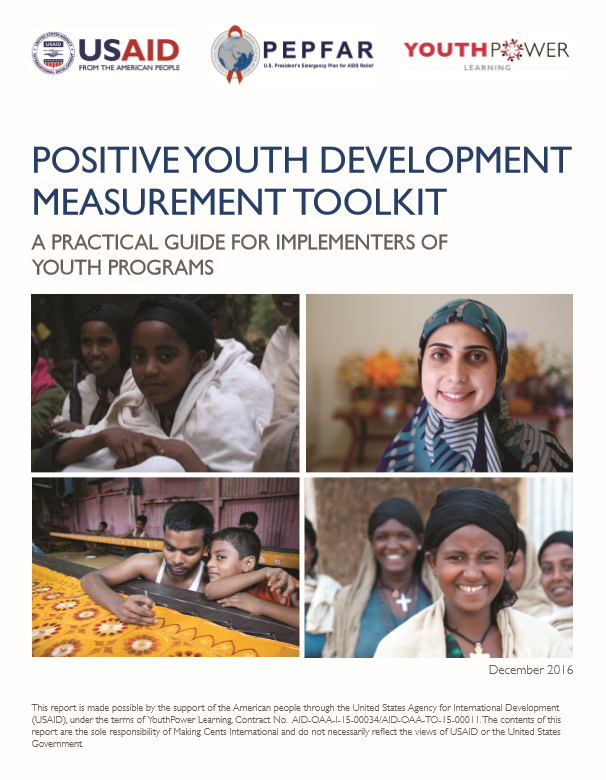 USAID
FROM THE AMERICAN PEOPLE
PEPFAR
U.S. President's Emergency Plan for AIDS Relief
YOUTHPOWER
LEARNING
POSITIVE YOUTH DEVELOPMENT
MEASUREMENT TOOLKIT
A PRACTICAL GUIDE FOR IMPLEMENTERS OF
YOUTH PROGRAMS
December 2016
This report is made possible by the support of the American people through the United States Agency for International Development
(USAID), under the terms of YouthPower Learning, Contract No. AID-OAA-I-15-00034/AID-OAA-TO-15-00011. The contents of this
report are the sole responsibility of Making Cents International and do not necessarily reflect the views of USAID or the United States
Government.